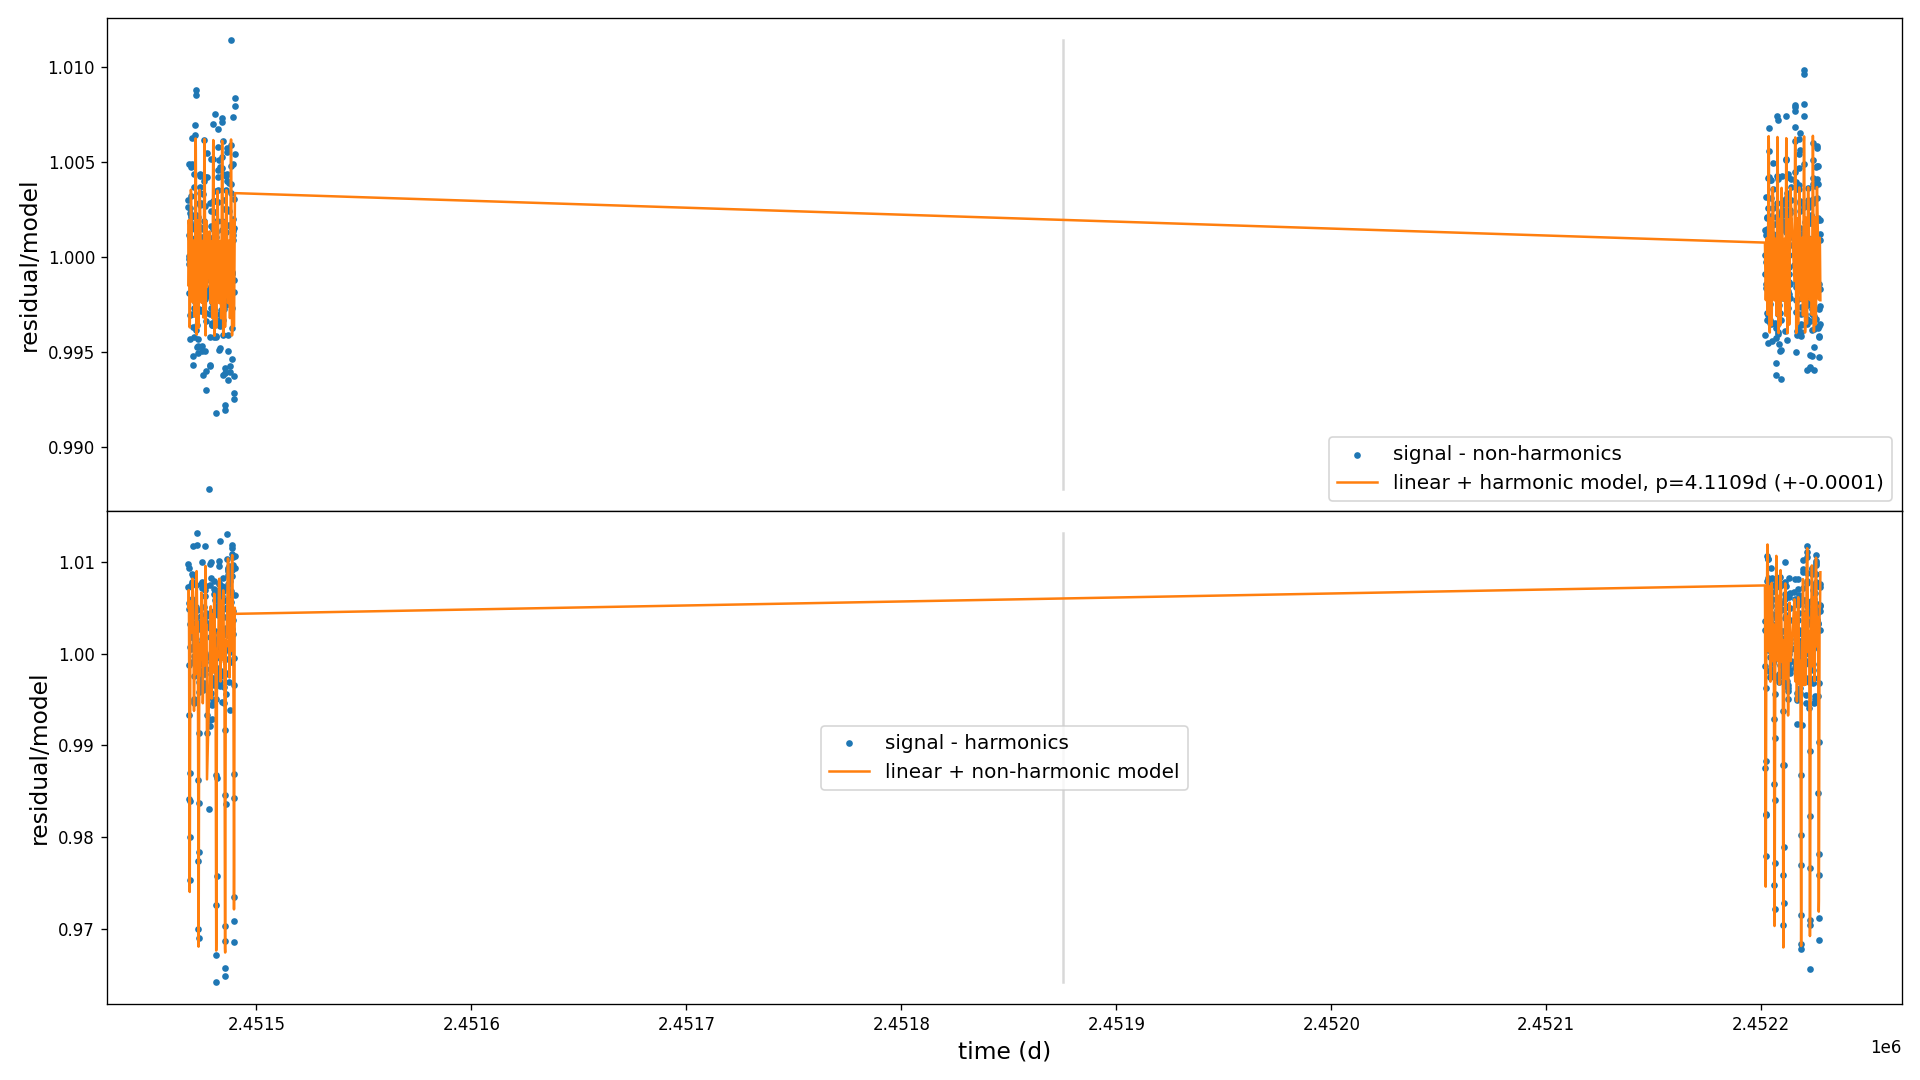 residual/model
1.010
1.005
1.000
0.995
0.990
signal - non-harmonics
linear + harmonic model, p=4.1109d (+-0.0001)
residual/model
1.01
1.00
0.99
0.98
0.97
signal - harmonics
linear + non-harmonic model
2.4515 2.4516 2.4517 2.4518 2.4519 2.4520 2.4521 2.4522
1e6
time (d)